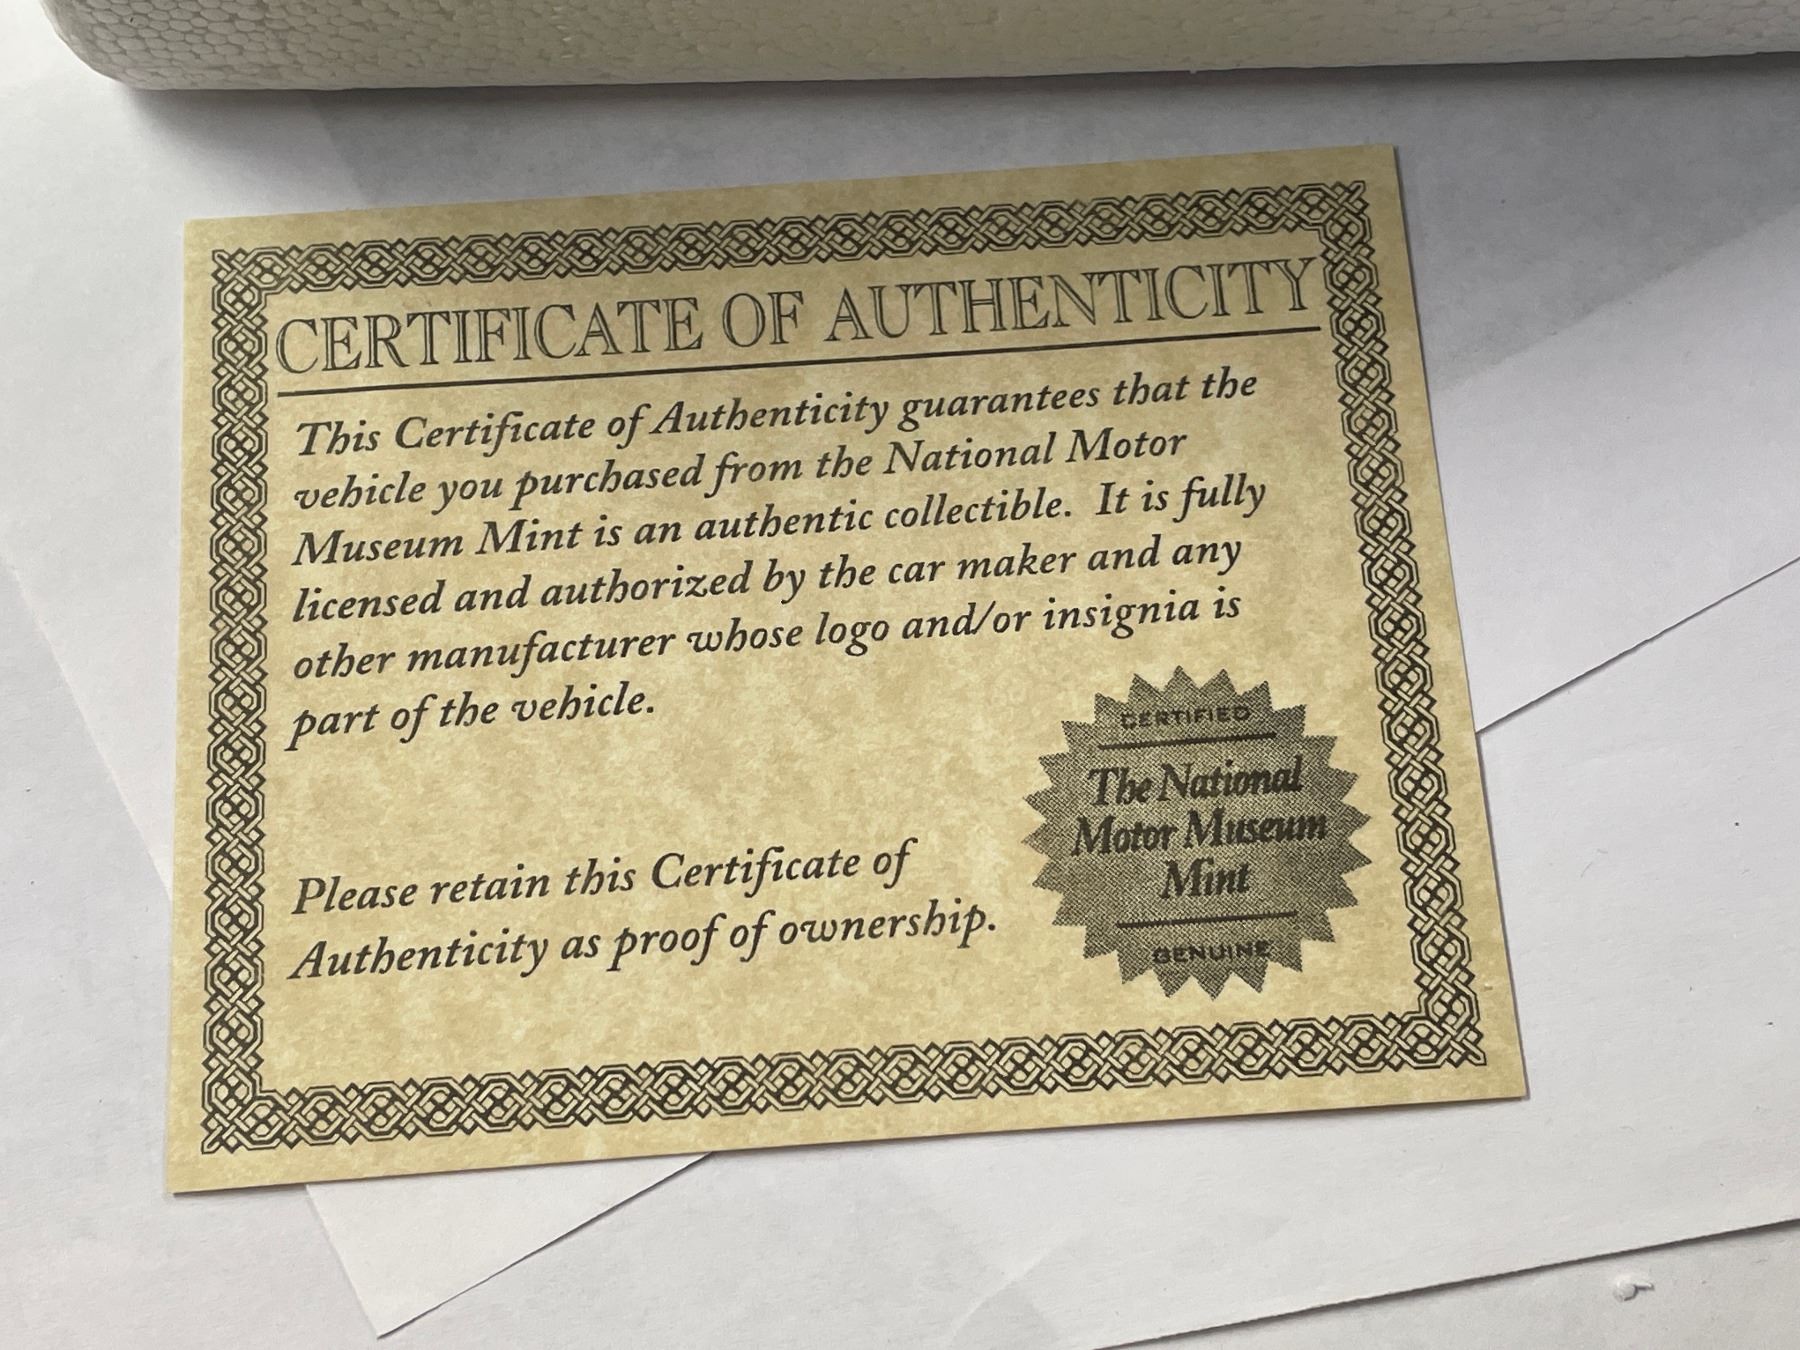 CERTIFICATE OF AUTHENTICITY
This Certificate of Authenticity guarantees that the
vehicle you purchased from the National Motor
Museum Mint is an authentic collectible. It is fully
licensed and authorized by the car maker and any
other manufacturer whose logo and/or insignia is
part of the vehicle.
Please retain this Certificate of
Authenticity as proof of ownership.
CERTIFIED
The National
Motor Museum
Mint
GENUINE